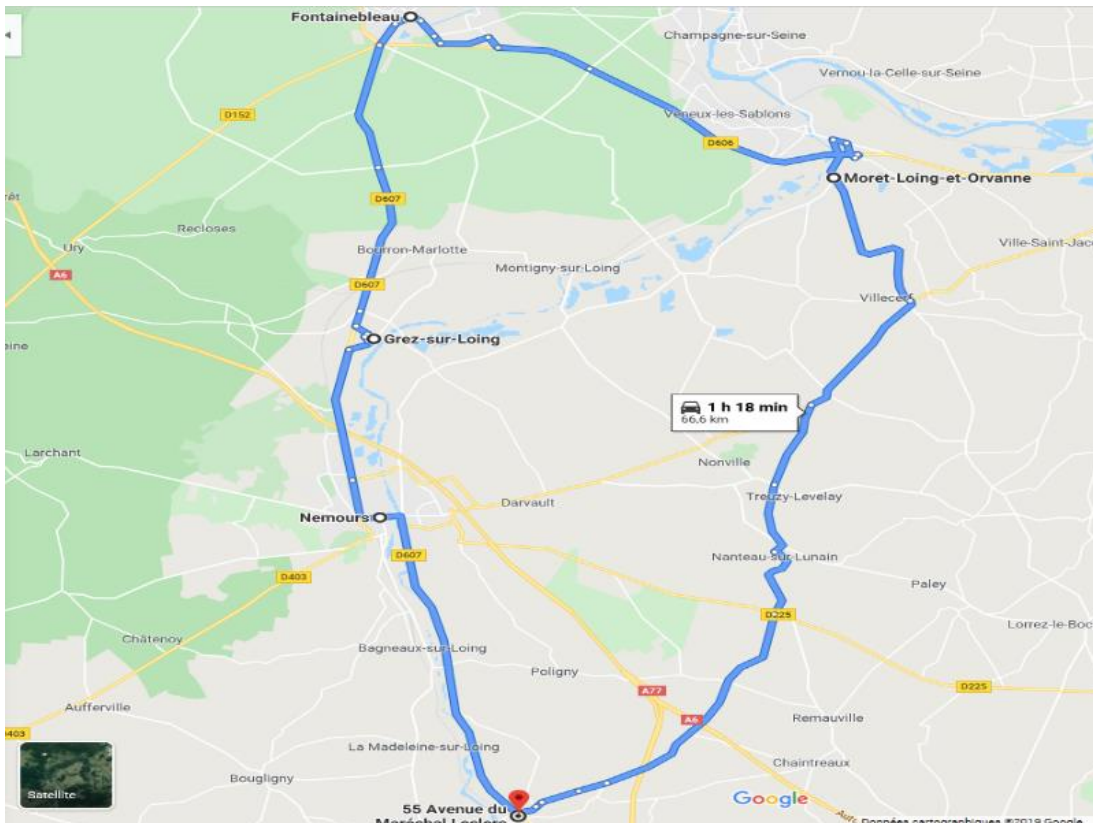 Fontainebleau
Champagne-sur-Seine
Vernou-la-Celle-sur-Seine
D152
Veneux-les-Sablons
D606
Moret-Loing-et-Orvanne
D607
Recloses
Ury
Bourron-Marlotte
Ville-Saint-Jacq
A6
Montigny-sur-Loing
D607
Villecerf
Grez-sur-Loing
1 h 18 min
66,6 km
Larchant
Nonville
Treuzy-Levelay
Darvault
Nemours
D607
Nanteau-sur-Lunain
D403
Paley
D225
Lorrez-le-Boc
Châtenoy
Bagneaux-sur-Loing
Poligny
A77
D225
Aufferville
A6
Remauville
D403
La Madeleine-sur-Loing
Chaintreaux
Bougligny
Satellite
Google
55 Avenue du
Maréchal Leclerc
Données cartographiques ©2019 Google